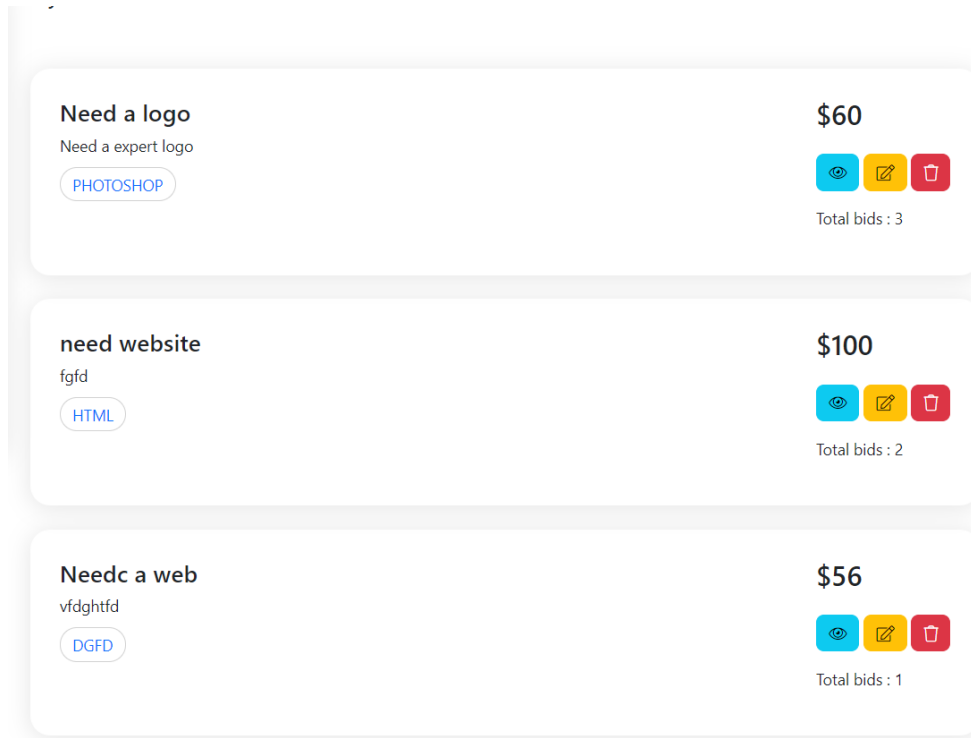 Need a logo
$60
Need a expert logo
PHOTOSHOP
Total bids : 3
need website
$100
fgfd
HTML
Total bids : 2
Needc a web
$56
vfdghtfd
DGFD
Total bids : 1